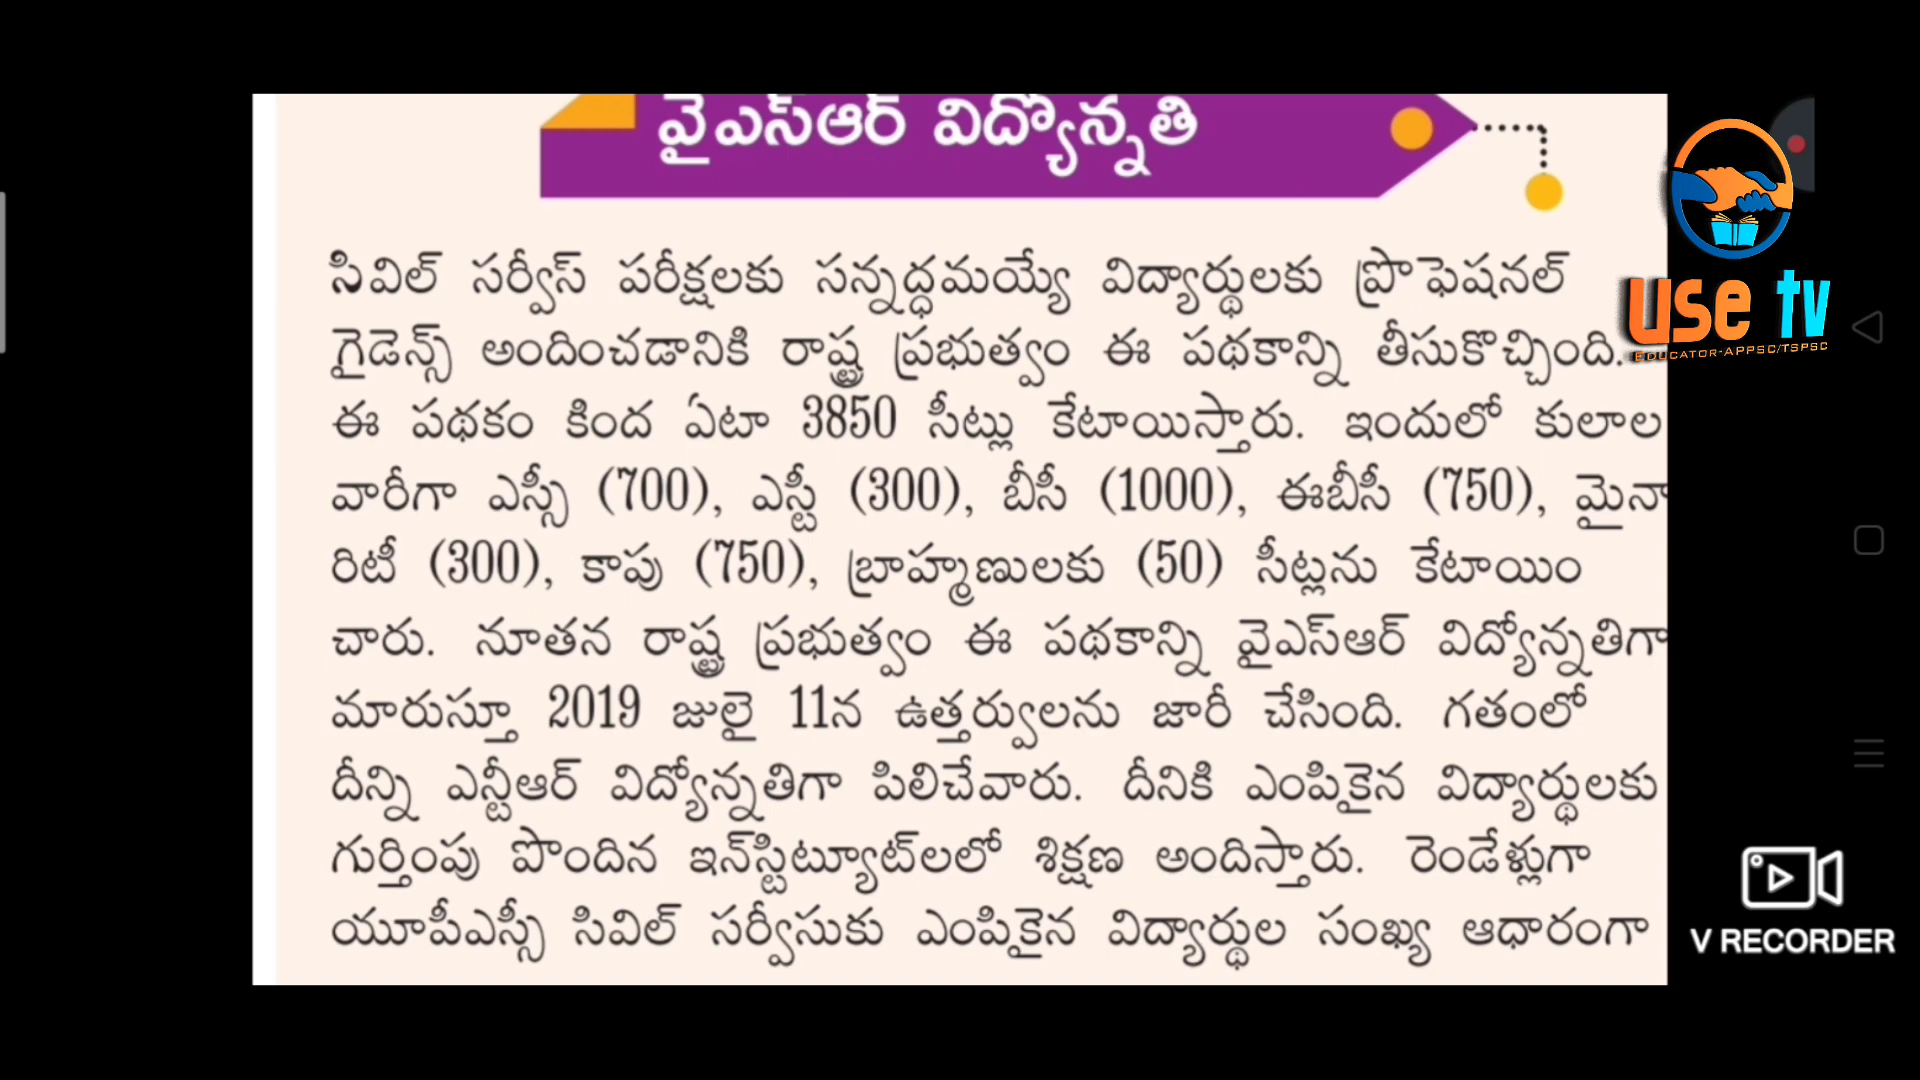 వైఎస్ఆర్ విద్యోన్నతి
సివిల్ సర్వీస్ పరీక్షలకు సన్నద్ధమయ్యే విద్యార్థులకు ప్రొఫెషనల్
గైడెన్స్ అందించడానికి రాష్ట్ర ప్రభుత్వం ఈ పథకాన్ని తీసుకొచ్చింది.
ఈ పథకం కింద ఏటా 3850 సీట్లు కేటాయిస్తారు. ఇందులో కులాల
వారీగా ఎస్సీ (700), ఎస్టీ (300), బీసీ (1000), ఈబీసీ (750), మైనా
రిటీ (300), కాపు (750), బ్రాహ్మణులకు (50) సీట్లను కేటాయిం
చారు. నూతన రాష్ట్ర ప్రభుత్వం ఈ పథకాన్ని వైఎస్ఆర్ విద్యోన్నతిగా
మారుస్తూ 2019 జులై 11న ఉత్తర్వులను జారీ చేసింది. గతంలో
దీన్ని ఎన్టీఆర్ విద్యోన్నతిగా పిలిచేవారు. దీనికి ఎంపికైన విద్యార్థులకు
గుర్తింపు పొందిన ఇన్‌స్టిట్యూట్‌లలో శిక్షణ అందిస్తారు. రెండేళ్లుగా
యూపీఎస్సీ సివిల్ సర్వీసుకు ఎంపికైన విద్యార్థుల సంఖ్య ఆధారంగా
use tv
EDUCATOR-APPSC/TSPSC
V RECORDER